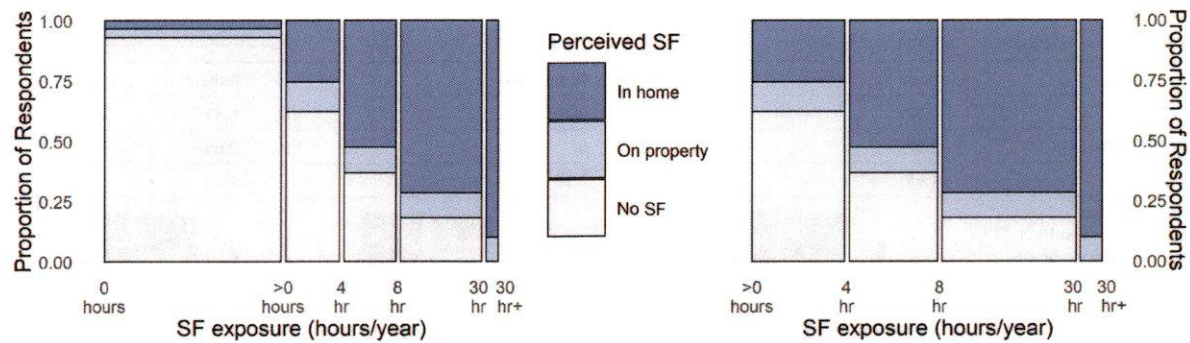 Proportion of Respondents
1.00
0.75
0.50
0.25
0.00
0
hours
>0
hours
4
hr
8
hr
30
hr
30
hr+
SF exposure (hours/year)
Perceived SF
In home
On property
No SF
1.00
0.75
0.50
0.25
0.00
Proportion of Respondents
>0
hours
4
hr
8
hr
30
hr
30
hr+
SF exposure (hours/year)